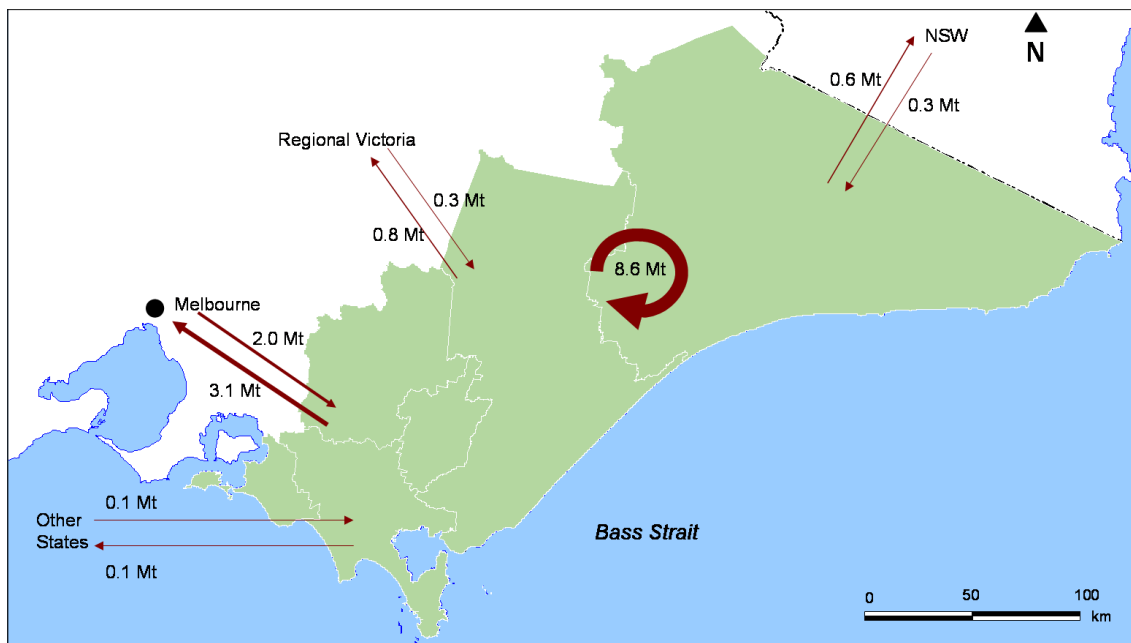 NSW
N
0.6 Mt
0.3 Mt
Regional Victoria
0.3 Mt
0.8 Mt
8.6 Mt
Melbourne
2.0 Mt
3.1 Mt
0.1 Mt
Other
States
0.1 Mt
Bass Strait
0 50 100
km